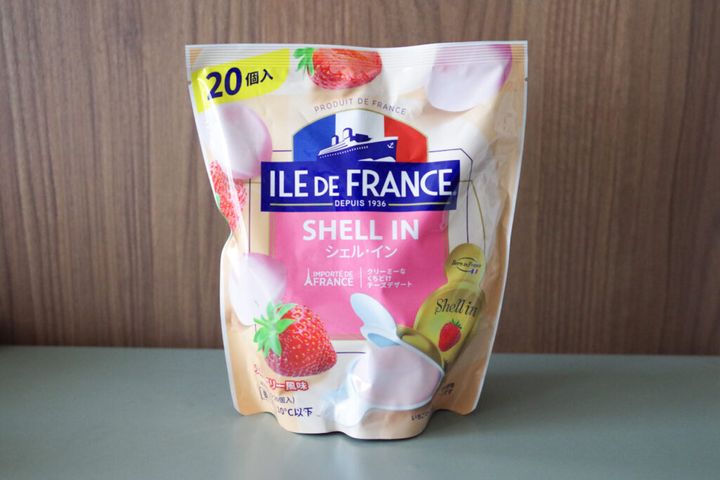 20個入
PRODUIT DE FRANCE
ILE DE FRANCE
DEPUIS 1936
SHELL IN
シェル・イン
IMPORTÉ DE
FRANCE
クリーミーな
くちどけ
チーズデザート
Shell in
リー風味
個入)
10°C以下